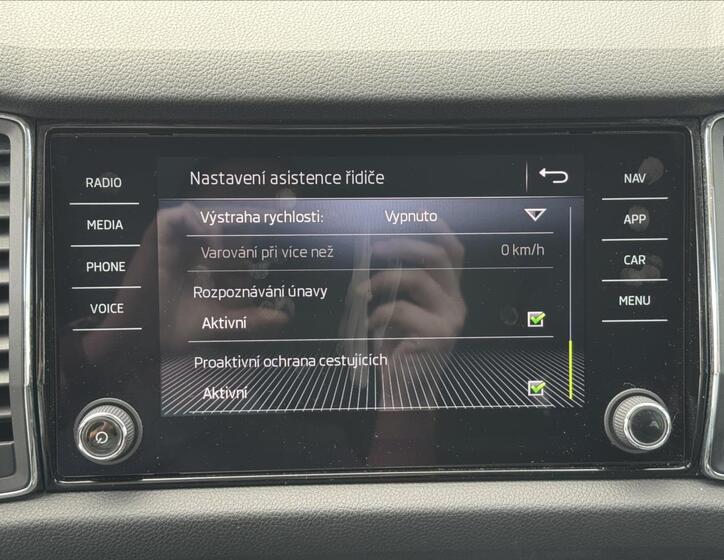 RADIO
MEDIA
PHONE
VOICE
Nastavení asistence řidiče
Výstraha rychlosti: Vypnuto
Varování při více než 0 km/h
Rozpoznávání únavy
Aktivní
Proaktivní ochrana cestujících
Aktivní
NAV
APP
CAR
MENU